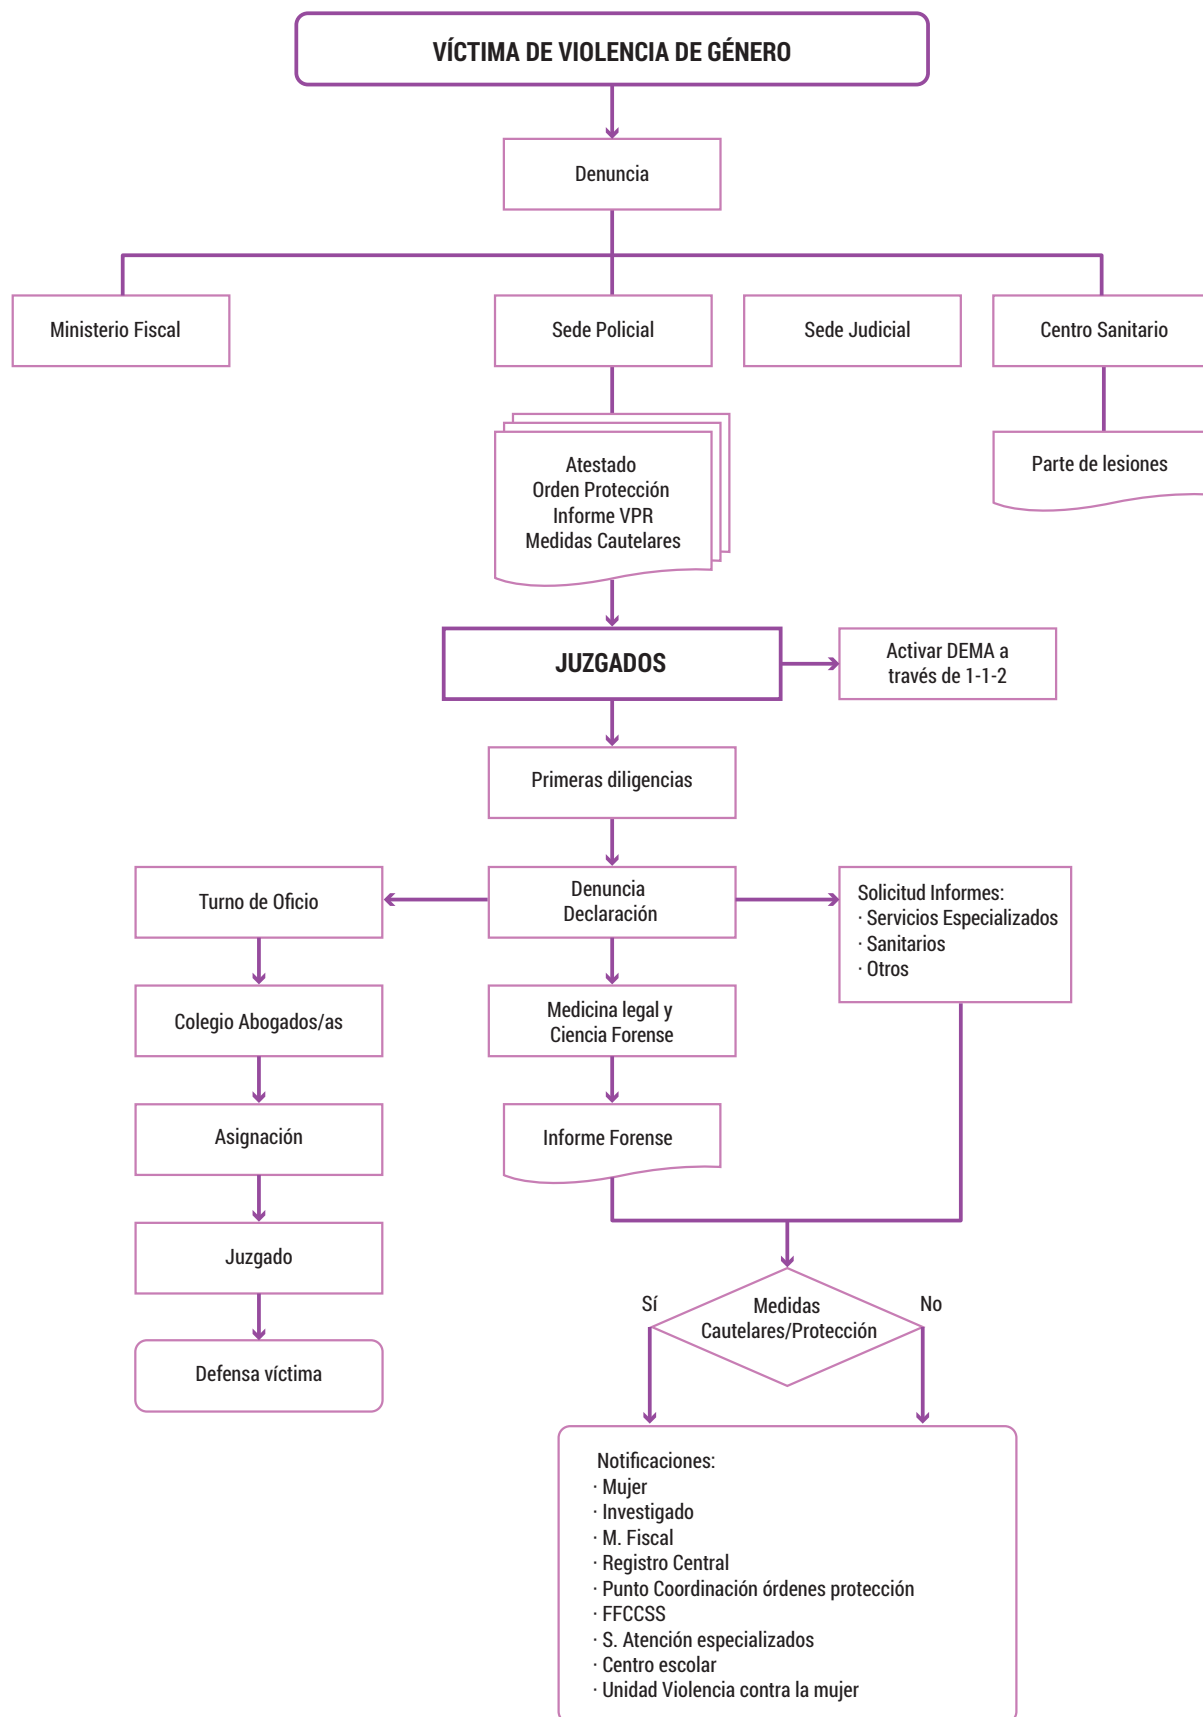 VÍCTIMA DE VIOLENCIA DE GÉNERO
Denuncia
Ministerio Fiscal
Sede Policial
Sede Judicial
Centro Sanitario
Atestado
Orden Protección
Informe VPR
Medidas Cautelares
Parte de lesiones
JUZGADOS
Activar DEMA a
través de 1-1-2
Primeras diligencias
Turno de Oficio
Denuncia
Declaración
Solicitud Informes:
· Servicios Especializados
· Sanitarios
· Otros
Colegio Abogados/as
Medicina legal y
Ciencia Forense
Asignación
Informe Forense
Juzgado
Sí
Medidas
Cautelares/Protección
No
Defensa víctima
Notificaciones:
· Mujer
· Investigado
· M. Fiscal
· Registro Central
· Punto Coordinación órdenes protección
· FFCCSS
· S. Atención especializados
· Centro escolar
· Unidad Violencia contra la mujer